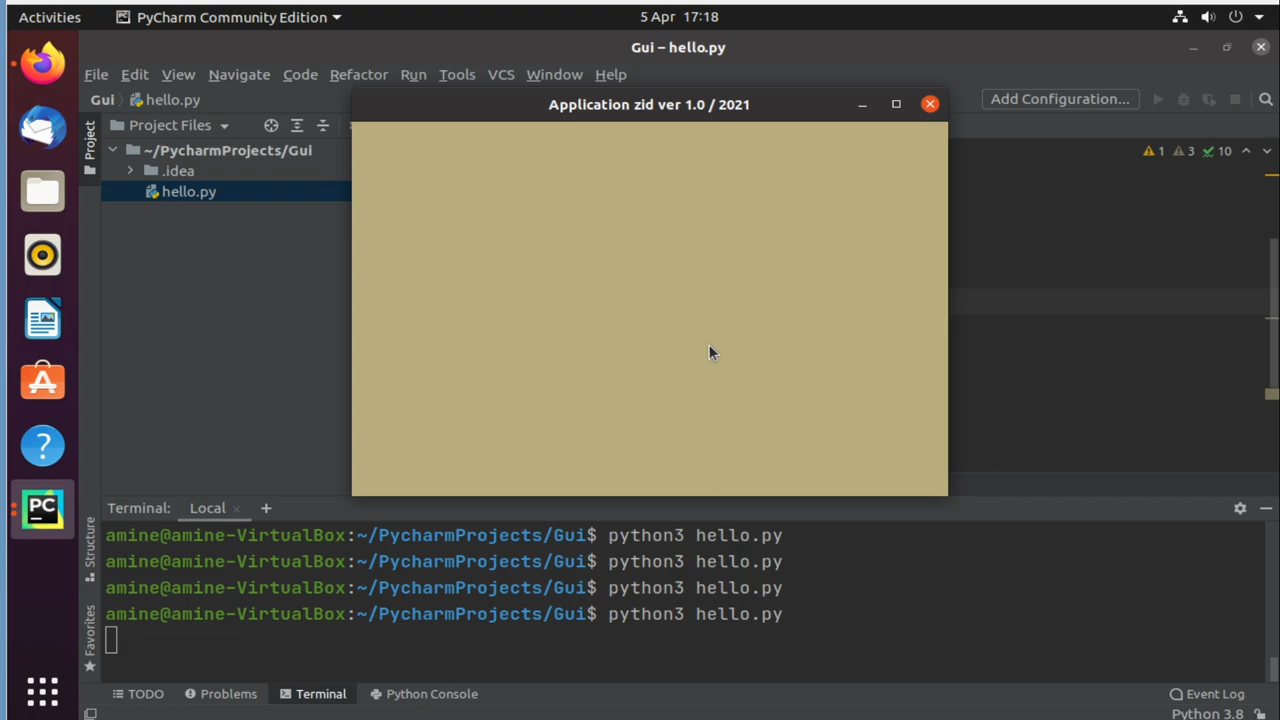 Activities
PyCharm Community Edition
5 Apr 17:18
Gui – hello.py
File Edit View Navigate Code Refactor Run Tools VCS Window Help
Gui hello.py
Add Configuration...
Application zid ver 1.0 / 2021
Project
Project Files
1 3 10
~/PycharmProjects/Gui
.idea
hello.py
?
PC
Structure
Favorites
Terminal: Local × +
amine@amine-VirtualBox:~/PycharmProjects/Gui$ python3 hello.py
amine@amine-VirtualBox:~/PycharmProjects/Gui$ python3 hello.py
amine@amine-VirtualBox:~/PycharmProjects/Gui$ python3 hello.py
amine@amine-VirtualBox:~/PycharmProjects/Gui$ python3 hello.py
TODO Problems Terminal Python Console
Event Log
Python 3.8